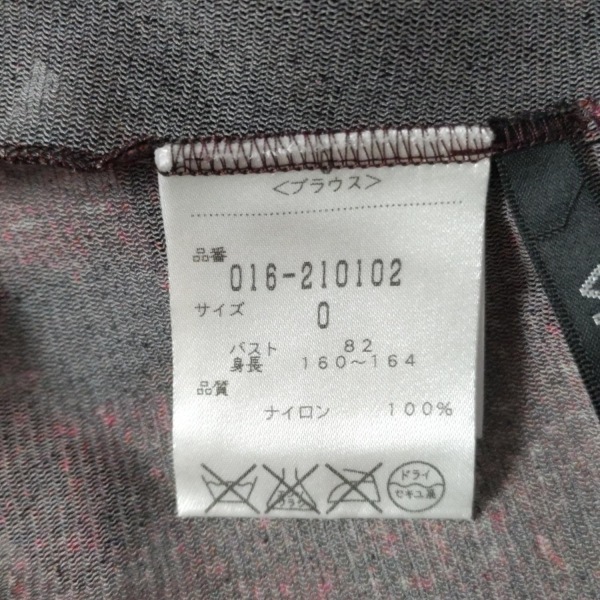 <ブラウス>
品番
016-210102
サイズ
0
バスト 82
身長 160~164
品質
ナイロン 100%
ドライ
セキユ系